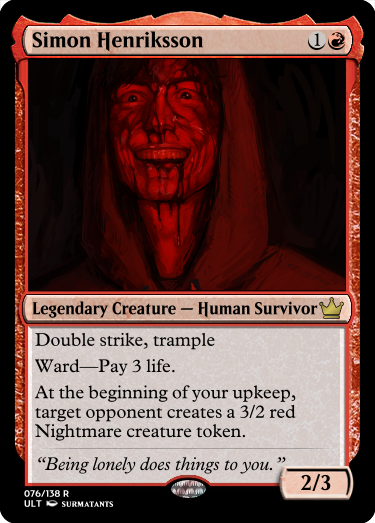 Simon Henriksson 1
Legendary Creature — Human Survivor
Double strike, trample
Ward—Pay 3 life.
At the beginning of your upkeep,
target opponent creates a 3/2 red
Nightmare creature token.
“Being lonely does things to you.”
2/3
076/138 R
ULT SURMATANTS